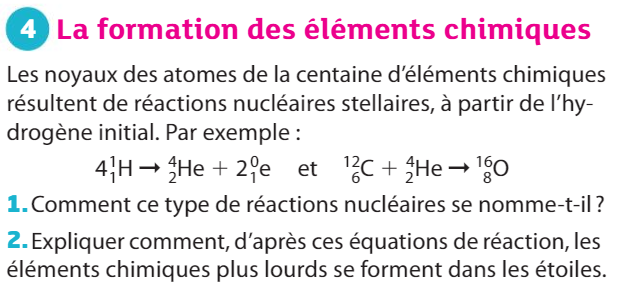 4 La formation des éléments chimiques
Les noyaux des atomes de la centaine d'éléments chimiques
résultent de réactions nucléaires stellaires, à partir de l'hy-
drogène initial. Par exemple :
4 ¹₁H → ⁴₂He + 2 ⁰₁e et ¹²₆C + ⁴₂He → ¹⁶₈O
1. Comment ce type de réactions nucléaires se nomme-t-il ?
2. Expliquer comment, d'après ces équations de réaction, les
éléments chimiques plus lourds se forment dans les étoiles.